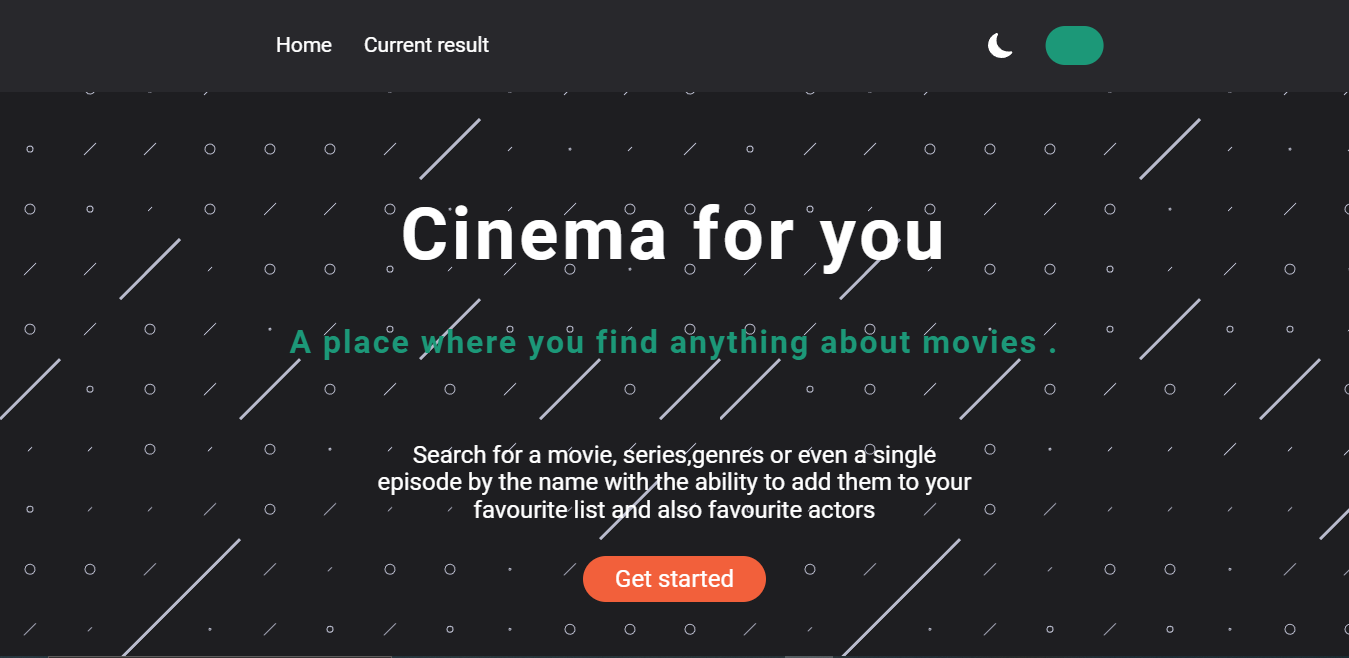 Home
Current result
Cinema for you
A place where you find anything about movies .
Search for a movie, series,genres or even a single
episode by the name with the ability to add them to your
favourite list and also favourite actors
Get started